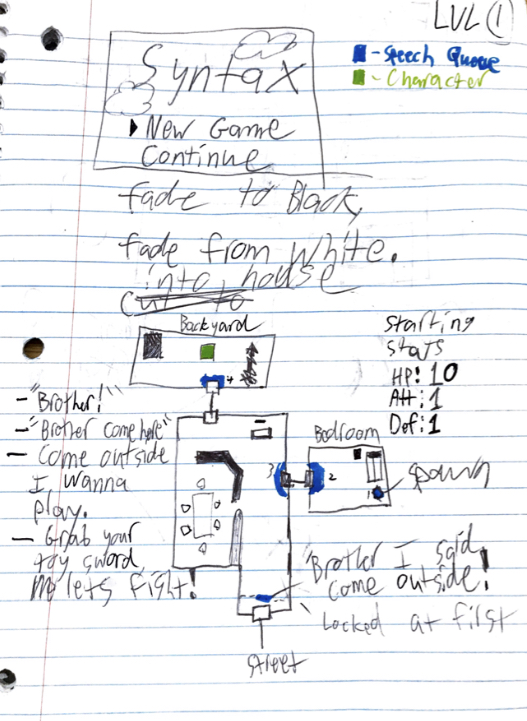 LVL 1
- Speech Queue
- Character
Syntax
New Game
Continue
fade to Black,
fade from white.
into house
Cut to
Backyard
Starting
stats
HP: 10
Att: 1
Def: 1
4
- "Brother!"
- "Brother come here"
- Come outside
I wanna
play.
- Grab your
toy sword,
lets fight!
Bedroom
3
2
1
Spawn
"Brother I said,
come outside!
Locked at first
Street